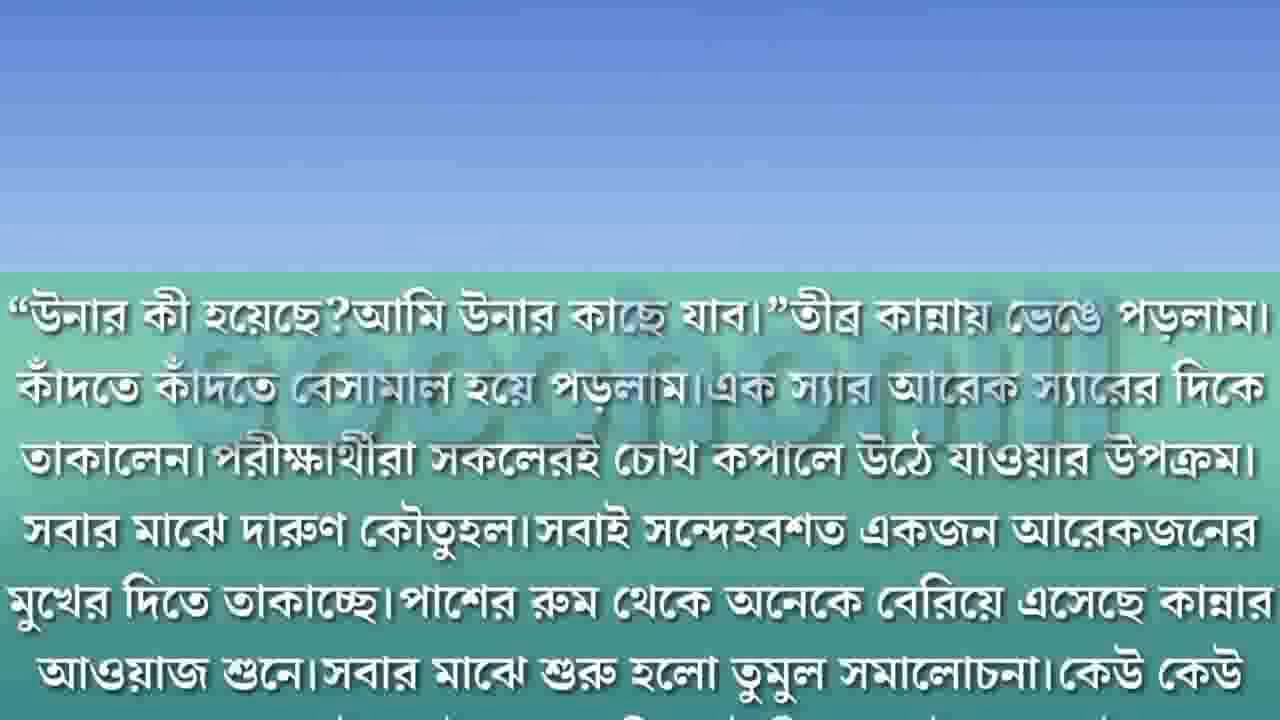 “উনার কী হয়েছে?আমি উনার কাছে যাব।”তীব্র কান্নায় ভেঙে পড়লাম।
কাঁদতে কাঁদতে বেসামাল হয়ে পড়লাম।এক স্যার আরেক স্যারের দিকে
তাকালেন।পরীক্ষার্থীরা সকলেরই চোখ কপালে উঠে যাওয়ার উপক্রম।
সবার মাঝে দারুণ কৌতুহল।সবাই সন্দেহবশত একজন আরেকজনের
মুখের দিতে তাকাচ্ছে।পাশের রুম থেকে অনেকে বেরিয়ে এসেছে কান্নার
আওয়াজ শুনে।সবার মাঝে শুরু হলো তুমুল সমালোচনা।কেউ কেউ